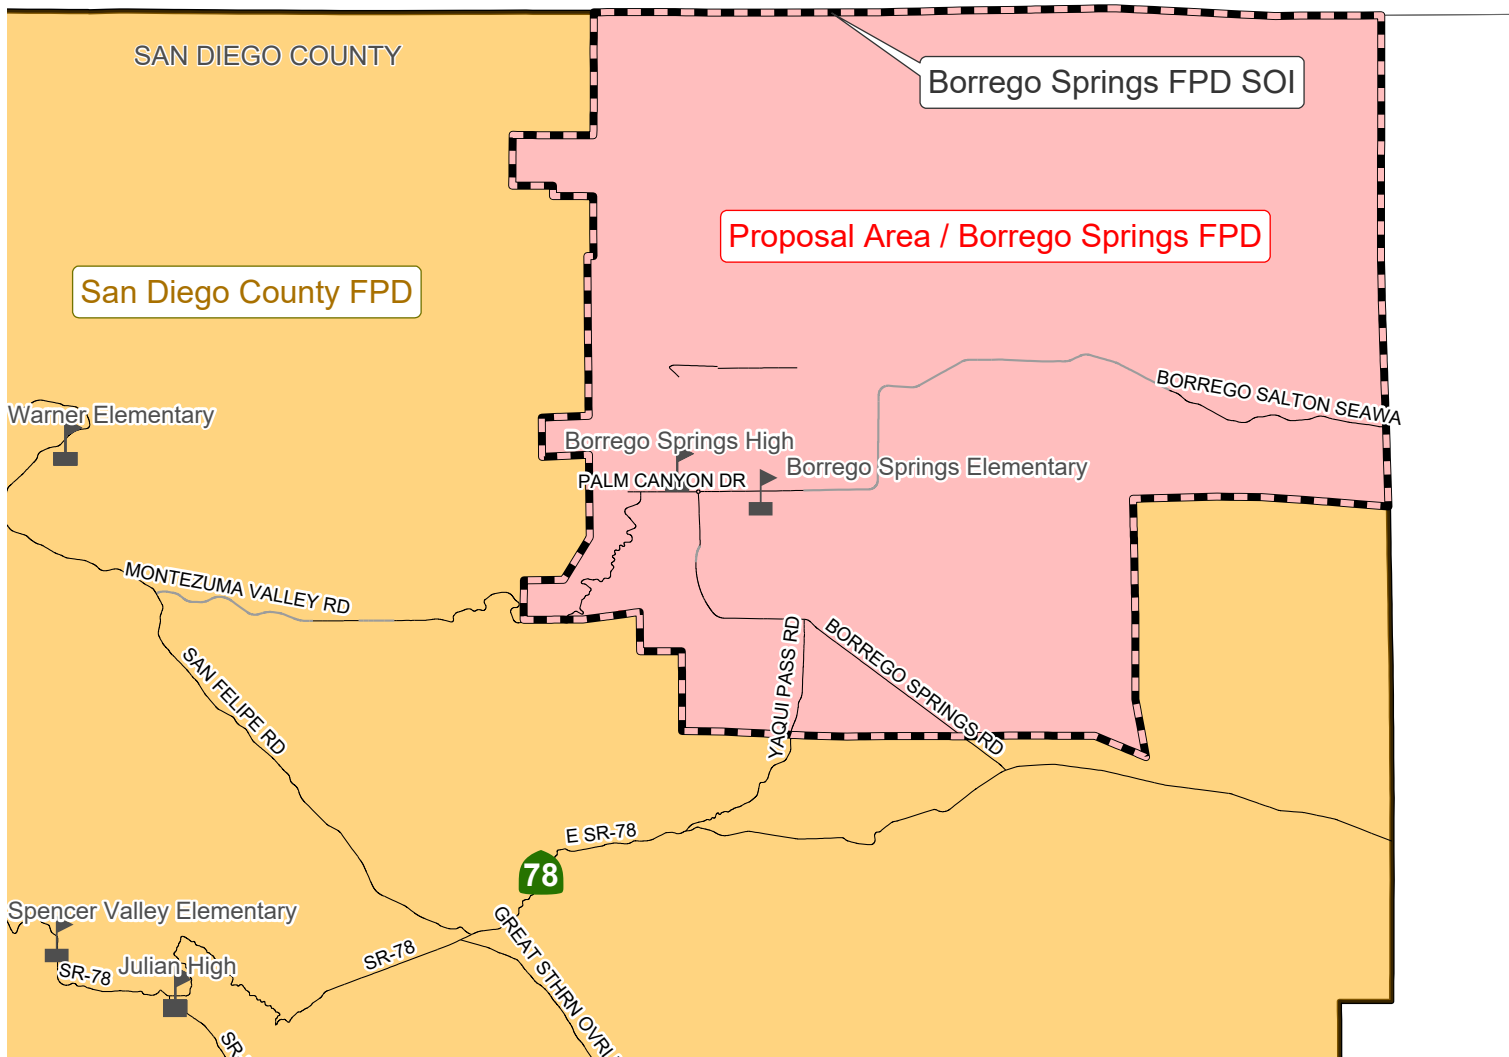 SAN DIEGO COUNTY
Borrego Springs FPD SOI
Proposal Area / Borrego Springs FPD
San Diego County FPD
BORREGO SALTON SEAWA
Warner Elementary
Borrego Springs High
Borrego Springs Elementary
PALM CANYON DR
MONTEZUMA VALLEY RD
SAN FELIPE RD
YAQUI PASS RD
BORREGO SPRINGS RD
E SR-78
78
Spencer Valley Elementary
GREAT STHRN OVRL
SR-78
Julian High
SR-78
SR-